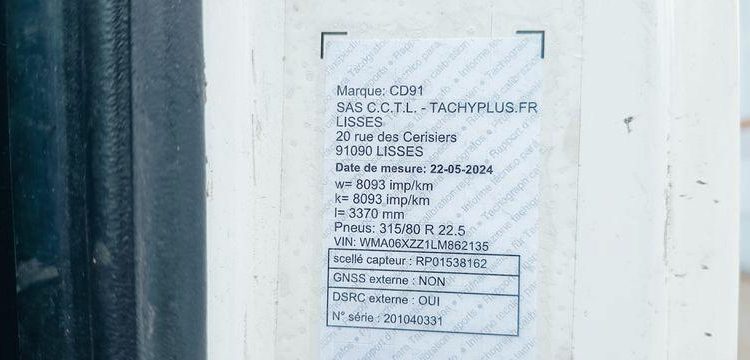 Marque: CD91
SAS C.C.T.L. - TACHYPLUS.FR
LISSES
20 rue des Cerisiers
91090 LISSES
Date de mesure: 22-05-2024
w= 8093 imp/km
k= 8093 imp/km
l= 3370 mm
Pneus: 315/80 R 22.5
VIN: WMA06XZZ1LM862135
scellé capteur : RP01538162
GNSS externe : NON
DSRC externe : OUI
N° série : 201040331